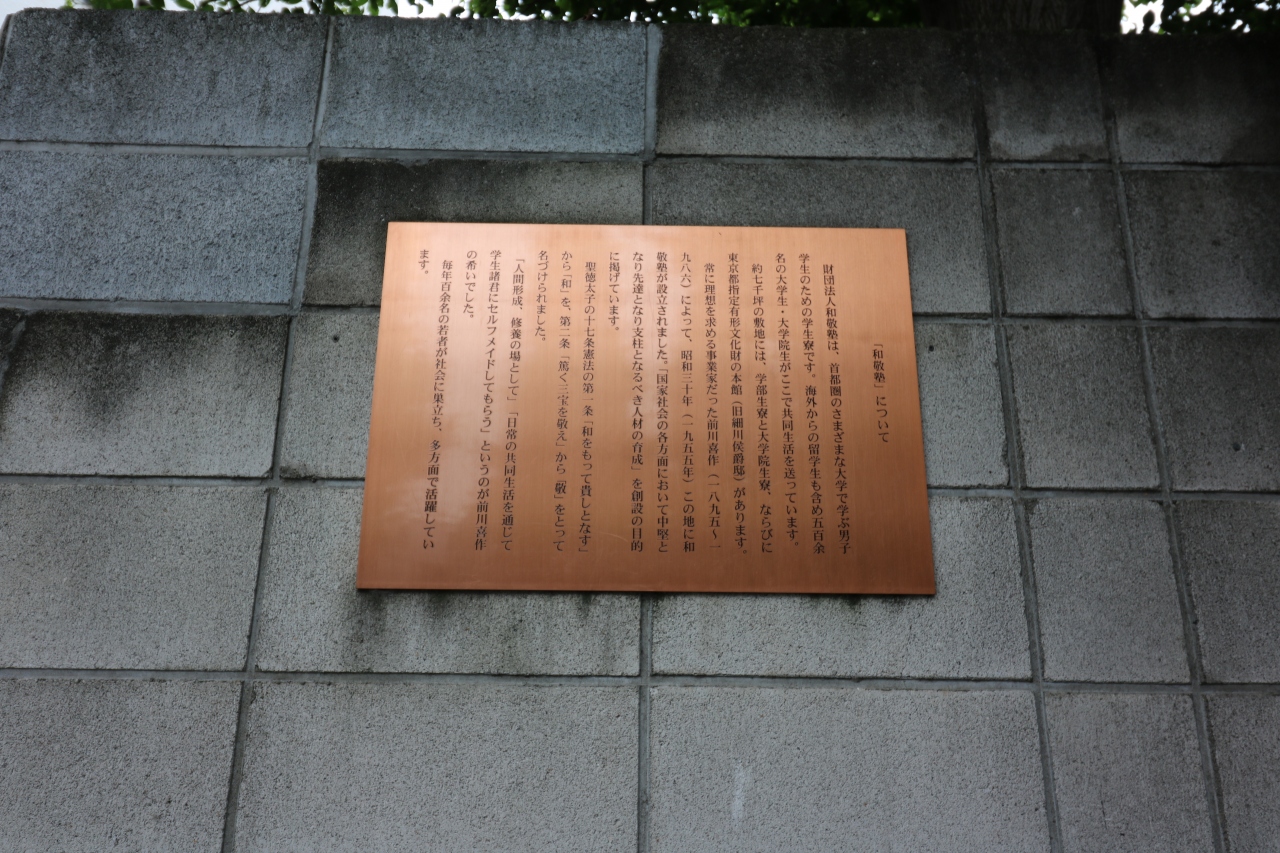 「和敬塾」について
財団法人和敬塾は、首都圏のさまざまな大学で学ぶ男子
学生のための学生寮です。海外からの留学生も含め五百余
名の大学生・大学院生がここで共同生活を送っています。
約七千坪の敷地には、学部生寮と大学院生寮、ならびに
東京都指定有形文化財の本館（旧細川侯爵邸）があります。
常に理想を求める事業家だった前川喜作（一八九五〜一
九八六）によって、昭和三十年（一九五五年）この地に和
敬塾が設立されました。「国家社会の各方面において中堅と
なり先達となり支柱となるべき人材の育成」を創設の目的
に掲げています。
聖徳太子の十七条憲法の第一条「和をもって貴しとなす」
から「和」を、第二条「篤く三宝を敬え」から「敬」をとって
名づけられました。
「人間形成、修養の場として」「日常の共同生活を通じて
学生諸君にセルフメイドしてもらう」というのが前川喜作
の希いでした。
毎年百余名の若者が社会に巣立ち、多方面で活躍してい
ます。